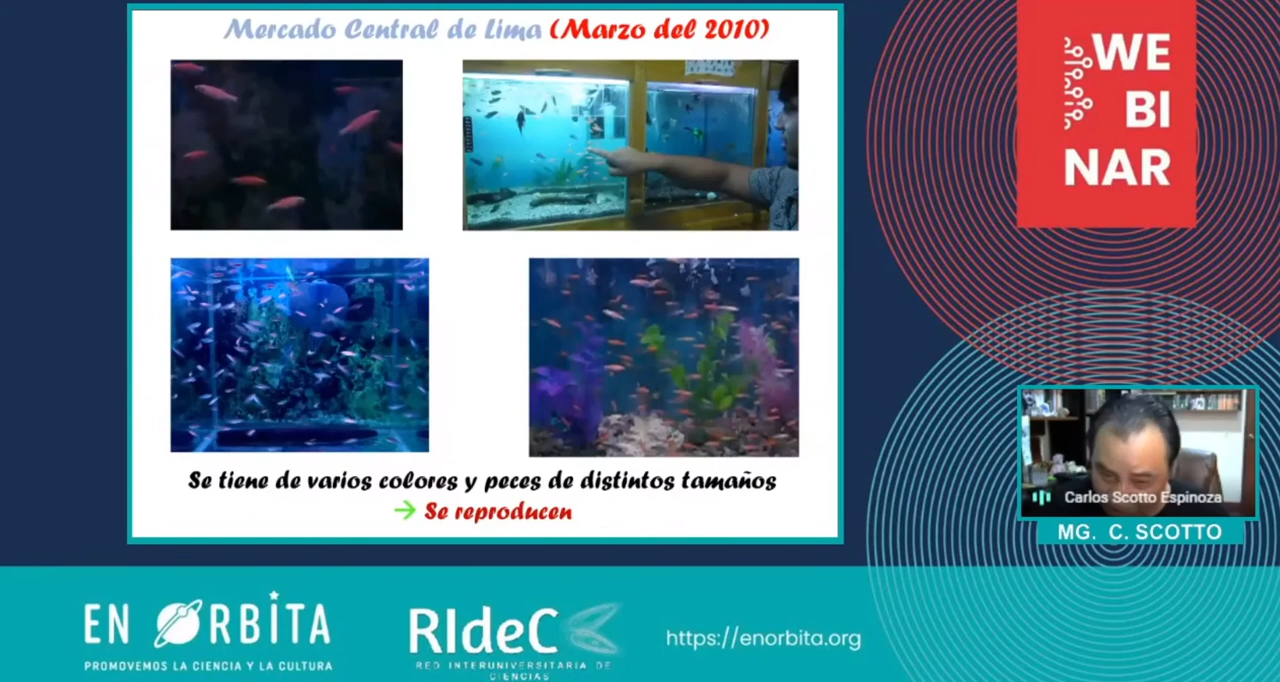 Mercado Central de Lima (Marzo del 2010)
Se tiene de varios colores y peces de distintos tamaños
→ Se reproducen
WE
BI
NAR
Carlos Scotto Espinoza
MG. C. SCOTTO
EN ORBITA
PROMOVEMOS LA CIENCIA Y LA CULTURA
RIdeC
RED INTERUNIVERSITARIA DE
CIENCIAS
https://enorbita.org